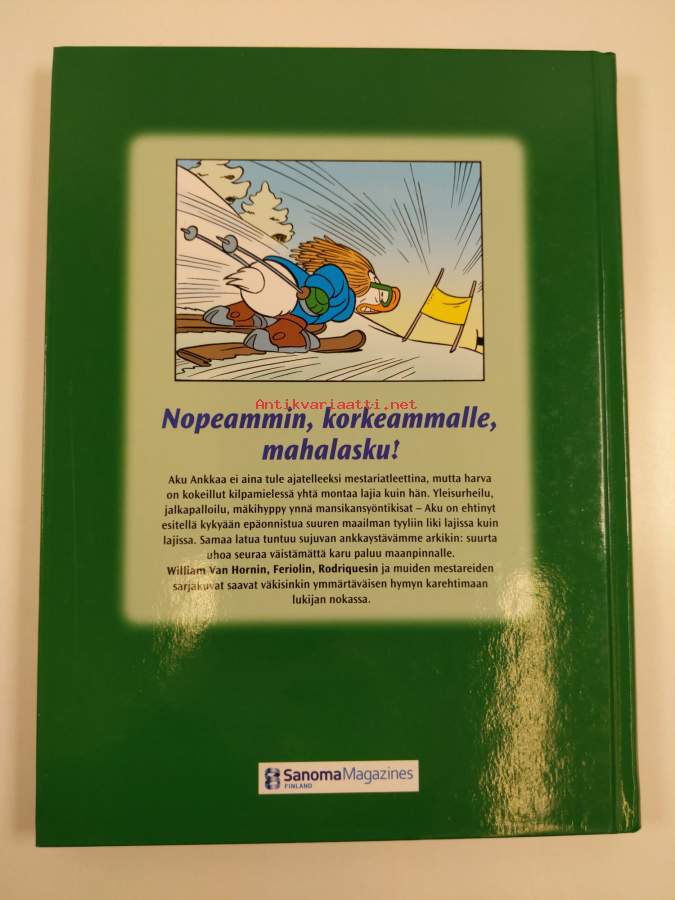 Antikvariaatti.net
Nopeammin, korkeammalle,
mahalasku!
Aku Ankkaa ei aina tule ajatelleeksi mestariatleettina, mutta harva
on kokeillut kilpamielessä yhtä montaa lajia kuin hän. Yleisurheilu,
jalkapalloilu, mäkihyppy ynnä mansikansyöntikisat – Aku on ehtinyt
esitellä kykyään epäonnistua suuren maailman tyyliin liki lajissa kuin
lajissa. Samaa latua tuntuu sujuvan ankkaystävämme arkikin: suurta
uhoa seuraa väistämättä karu paluu maanpinnalle.
William Van Hornin, Feriolin, Rodriquesin ja muiden mestareiden
sarjakuvat saavat väkisinkin ymmärtäväisen hymyn karehtimaan
lukijan nokassa.
SanomaMagazines
FINLAND